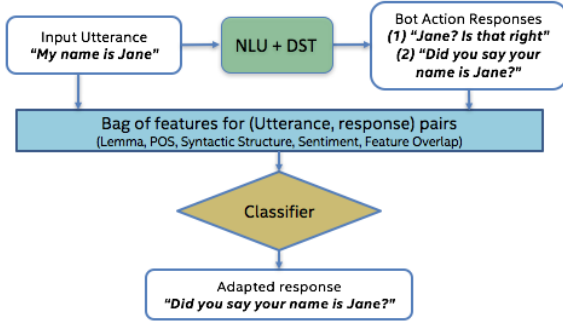 Input Utterance
“My name is Jane”
NLU + DST
Bot Action Responses
(1) “Jane? Is that right”
(2) “Did you say your
name is Jane?”
Bag of features for (Utterance, response) pairs
(Lemma, POS, Syntactic Structure, Sentiment, Feature Overlap)
Classifier
Adapted response
“Did you say your name is Jane?”